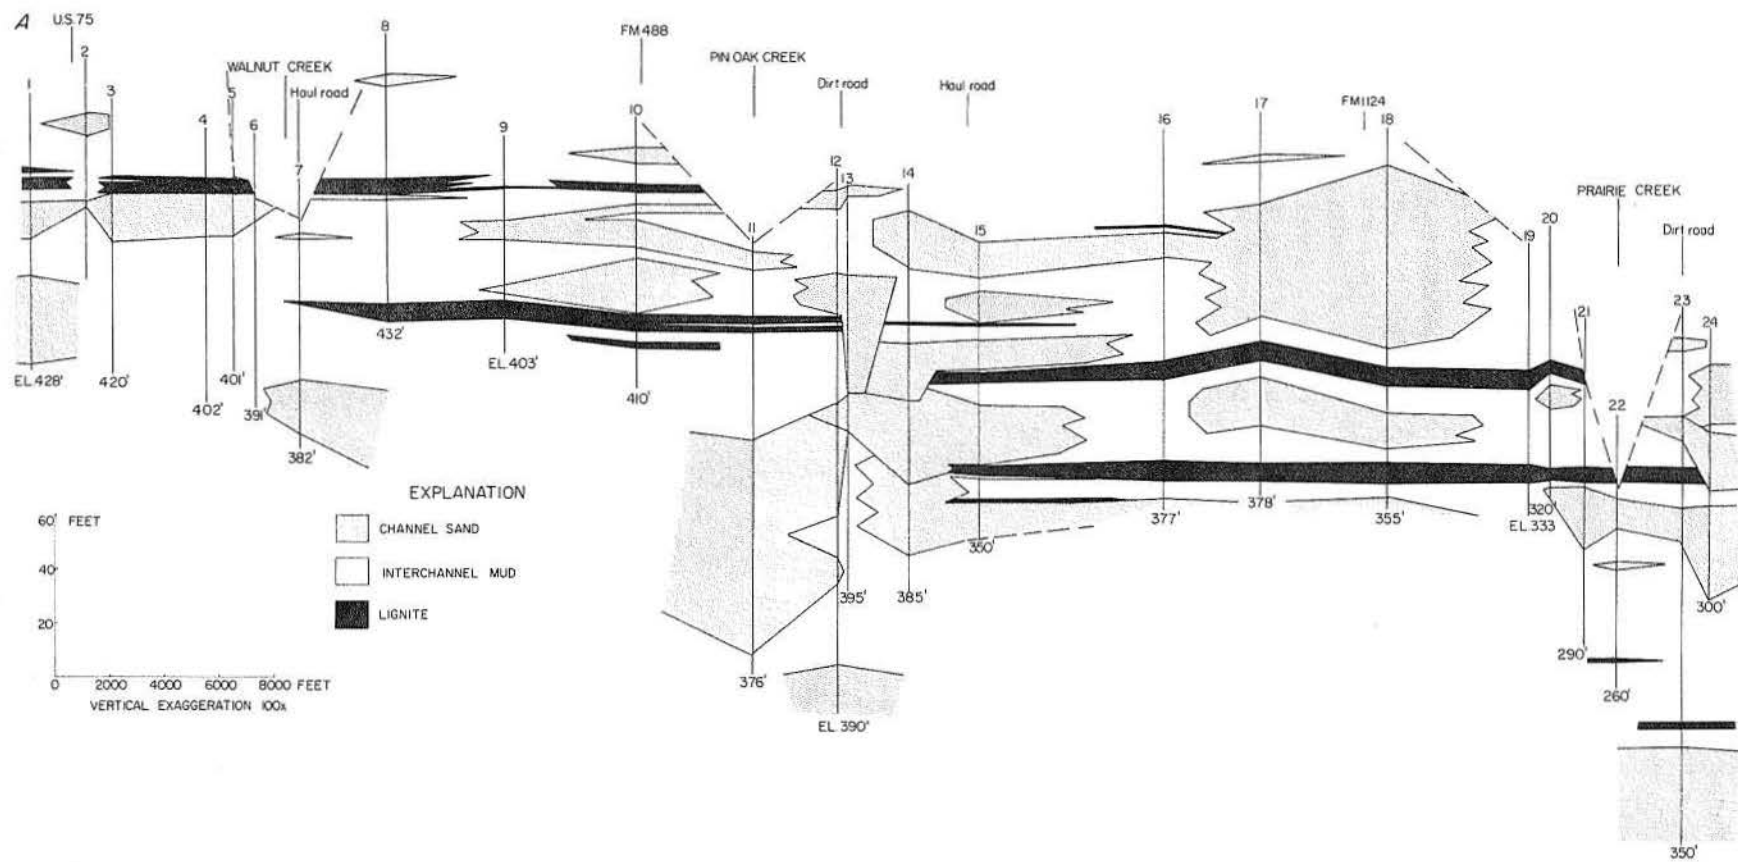 A
U.S.75
1
2
3
4
5
6
WALNUT CREEK
Haul road
7
8
9
FM 488
10
PIN OAK CREEK
11
Dirt road
12
13
14
Haul road
15
16
17
FM1124
18
19
20
21
PRAIRIE CREEK
22
Dirt road
23
24
EL.428'
420'
402'
401'
391'
382'
432'
EL.403'
410'
376'
EL.390'
395'
385'
350'
377'
378'
355'
320'
EL.333
290'
260'
350'
300'
EXPLANATION
CHANNEL SAND
INTERCHANNEL MUD
LIGNITE
60' FEET
40
20
0 2000 4000 6000 8000 FEET
VERTICAL EXAGGERATION 100x